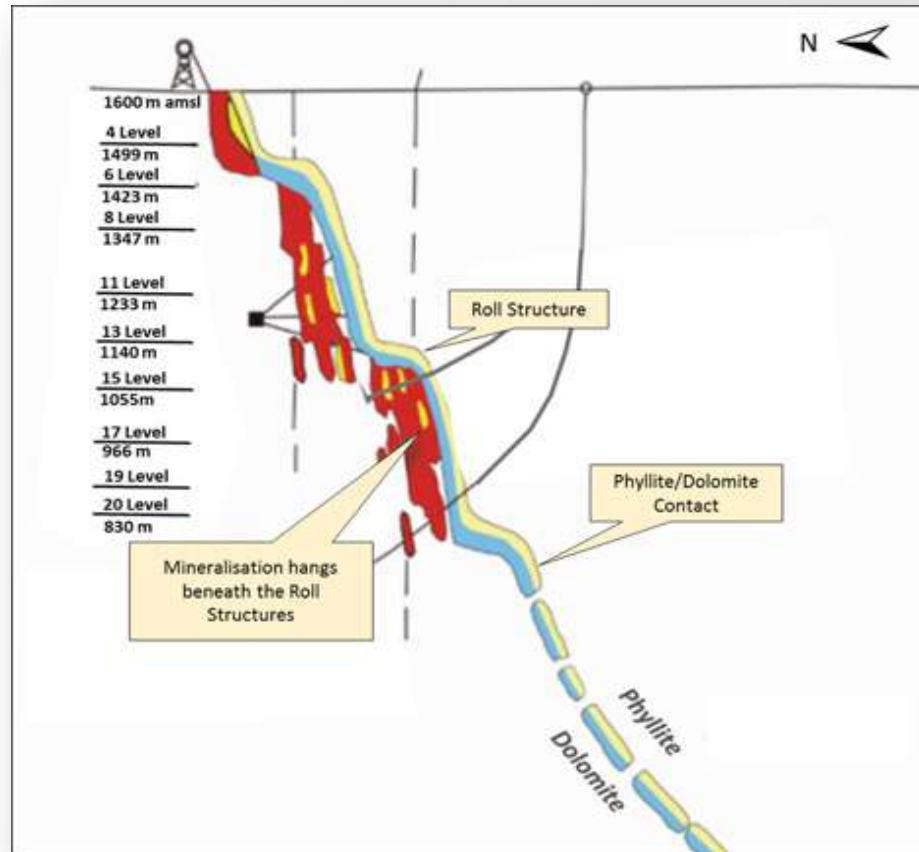 N
1600 m amsl
4 Level
1499 m
6 Level
1423 m
8 Level
1347 m
11 Level
1233 m
13 Level
1140 m
15 Level
1055m
17 Level
966 m
19 Level
20 Level
830 m
Roll Structure
Phyllite/Dolomite
Contact
Mineralisation hangs
beneath the Roll
Structures
Phyllite
Dolomite